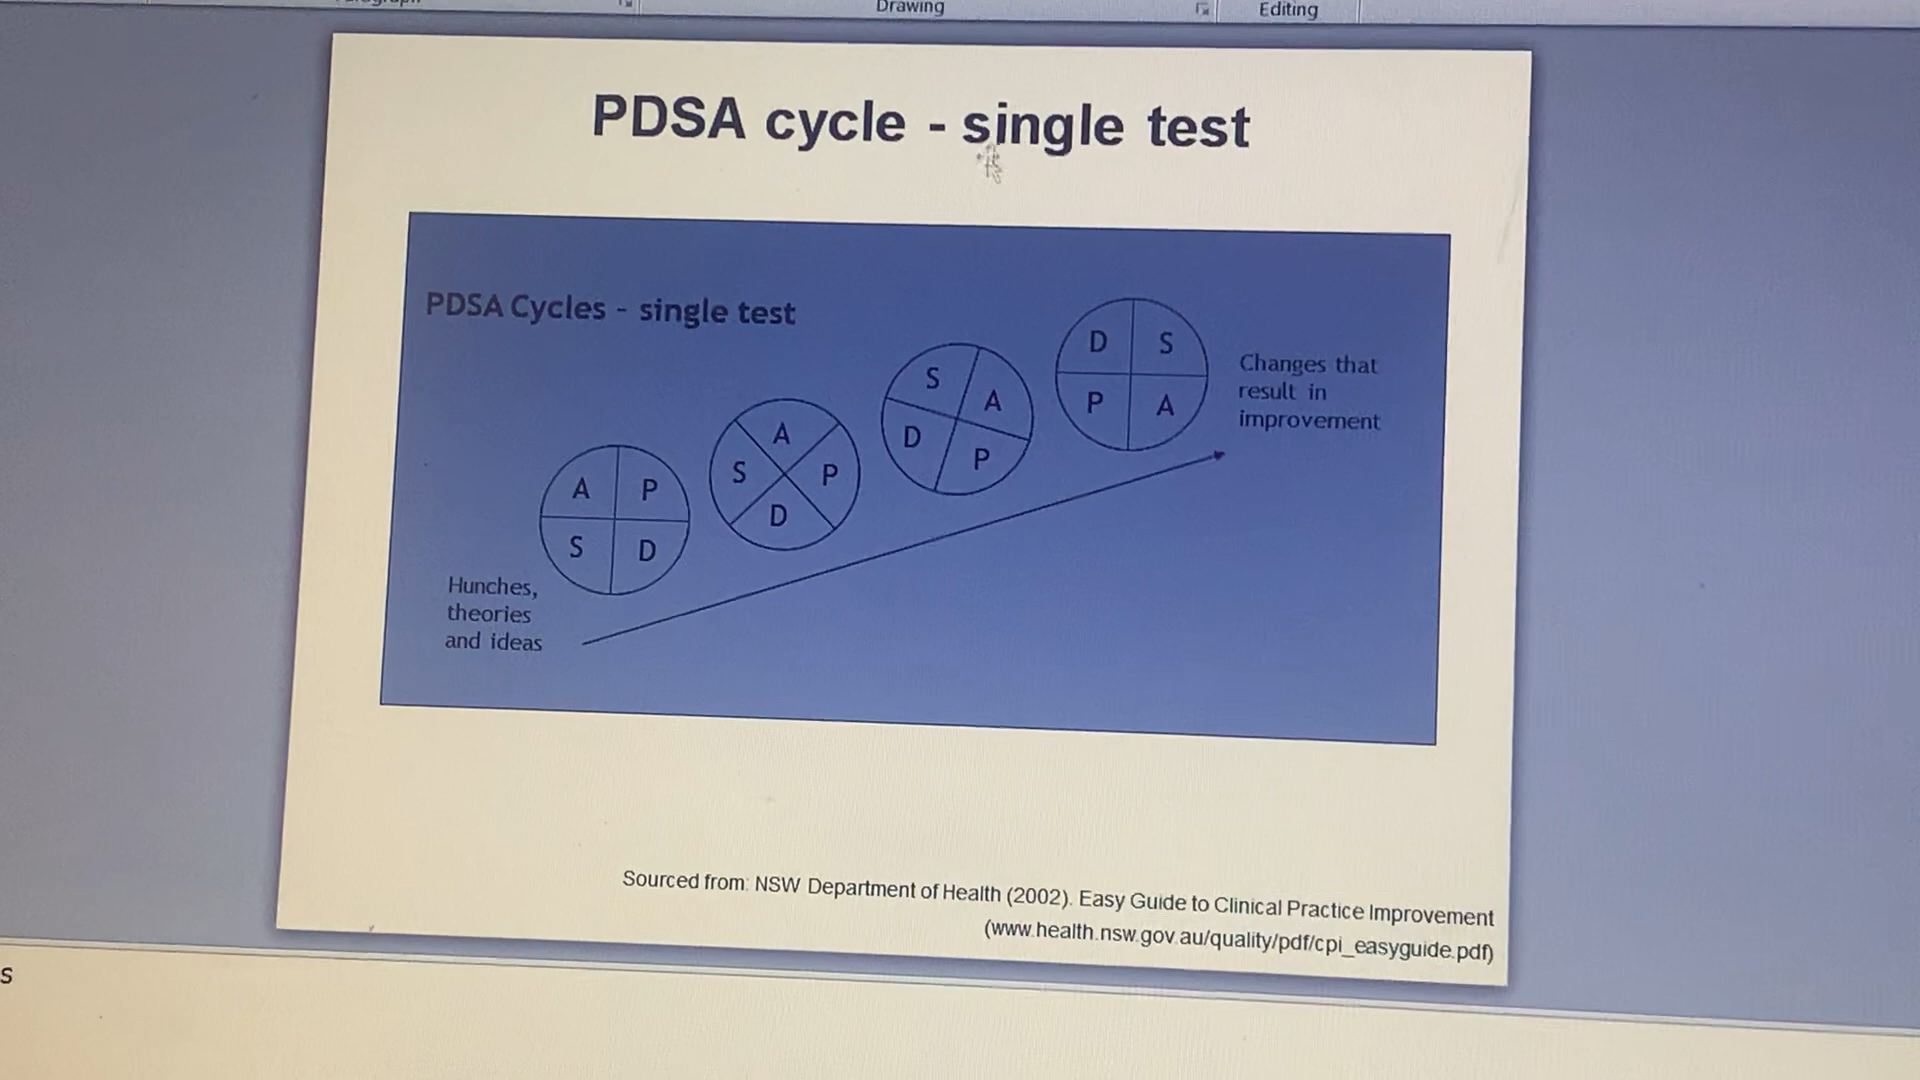 Drawing
Editing
PDSA cycle - single test
PDSA Cycles - single test
A P
S D
A
S P
D
S A
D P
D S
P A
Changes that
result in
improvement
Hunches,
theories
and ideas
Sourced from: NSW Department of Health (2002). Easy Guide to Clinical Practice Improvement
(www.health.nsw.gov.au/quality/pdf/cpi_easyguide.pdf)
s